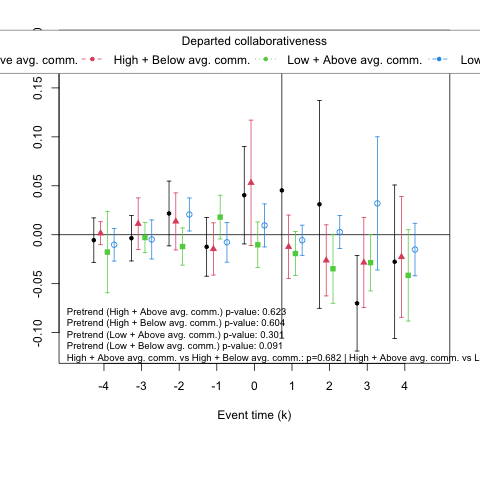 Departed collaborativeness
ve avg. comm. High + Below avg. comm. Low + Above avg. comm. Low
0.15
0.10
0.05
0.00
-0.05
-0.10
Pretrend (High + Above avg. comm.) p-value: 0.623
Pretrend (High + Below avg. comm.) p-value: 0.604
Pretrend (Low + Above avg. comm.) p-value: 0.301
Pretrend (Low + Below avg. comm.) p-value: 0.091
High + Above avg. comm. vs High + Below avg. comm.: p=0.682 | High + Above avg. comm. vs L
-4 -3 -2 -1 0 1 2 3 4
Event time (k)